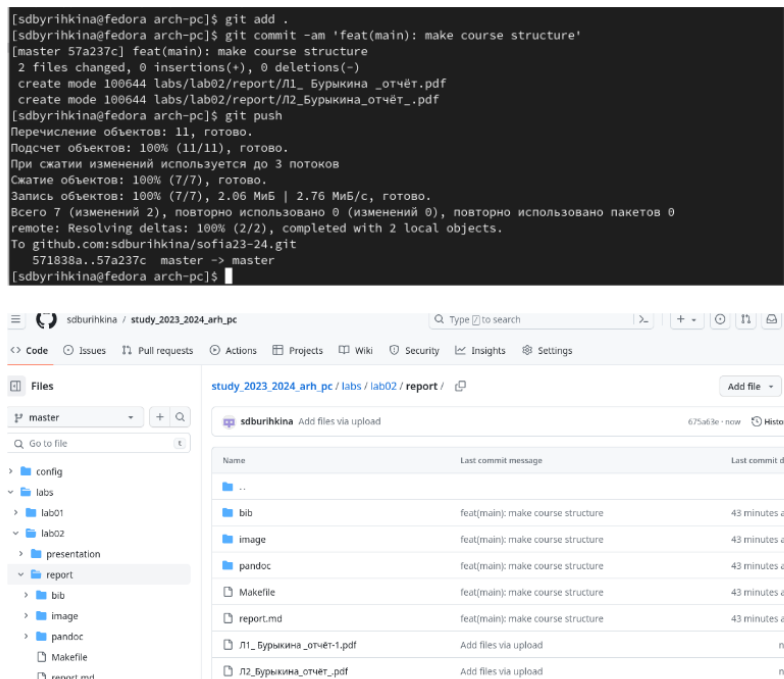 [sdbyrihkina@fedora arch-pc]$ git add .
[sdbyrihkina@fedora arch-pc]$ git commit -am 'feat(main): make course structure'
[master 57a237c] feat(main): make course structure
2 files changed, 0 insertions(+), 0 deletions(-)
create mode 100644 labs/lab02/report/Л1_ Бурыкина _отчёт.pdf
create mode 100644 labs/lab02/report/Л2_Бурыкина_отчёт_.pdf
[sdbyrihkina@fedora arch-pc]$ git push
Перечисление объектов: 11, готово.
Подсчет объектов: 100% (11/11), готово.
При сжатии изменений используется до 3 потоков
Сжатие объектов: 100% (7/7), готово.
Запись объектов: 100% (7/7), 2.06 МиБ | 2.76 МиБ/с, готово.
Всего 7 (изменений 2), повторно использовано 0 (изменений 0), повторно использовано пакетов 0
remote: Resolving deltas: 100% (2/2), completed with 2 local objects.
To github.com:sdburihkina/sofia23-24.git
571838a..57a237c master -> master
[sdbyrihkina@fedora arch-pc]$
sdburihkina / study_2023_2024_arh_pc Type / to search
Code Issues Pull requests Actions Projects Wiki Security Insights Settings
Files study_2023_2024_arh_pc / labs / lab02 / report / Add file
master sdburihkina Add files via upload 675a63e · now Histo
Go to file t
Name Last commit message Last commit d
config
..
labs
lab01 bib feat(main): make course structure 43 minutes a
lab02 image feat(main): make course structure 43 minutes a
presentation
report pandoc feat(main): make course structure 43 minutes a
bib Makefile feat(main): make course structure 43 minutes a
image report.md feat(main): make course structure 43 minutes a
pandoc Л1_ Бурыкина _отчёт-1.pdf Add files via upload n
Makefile
report.md Л2_Бурыкина_отчёт_.pdf Add files via upload n